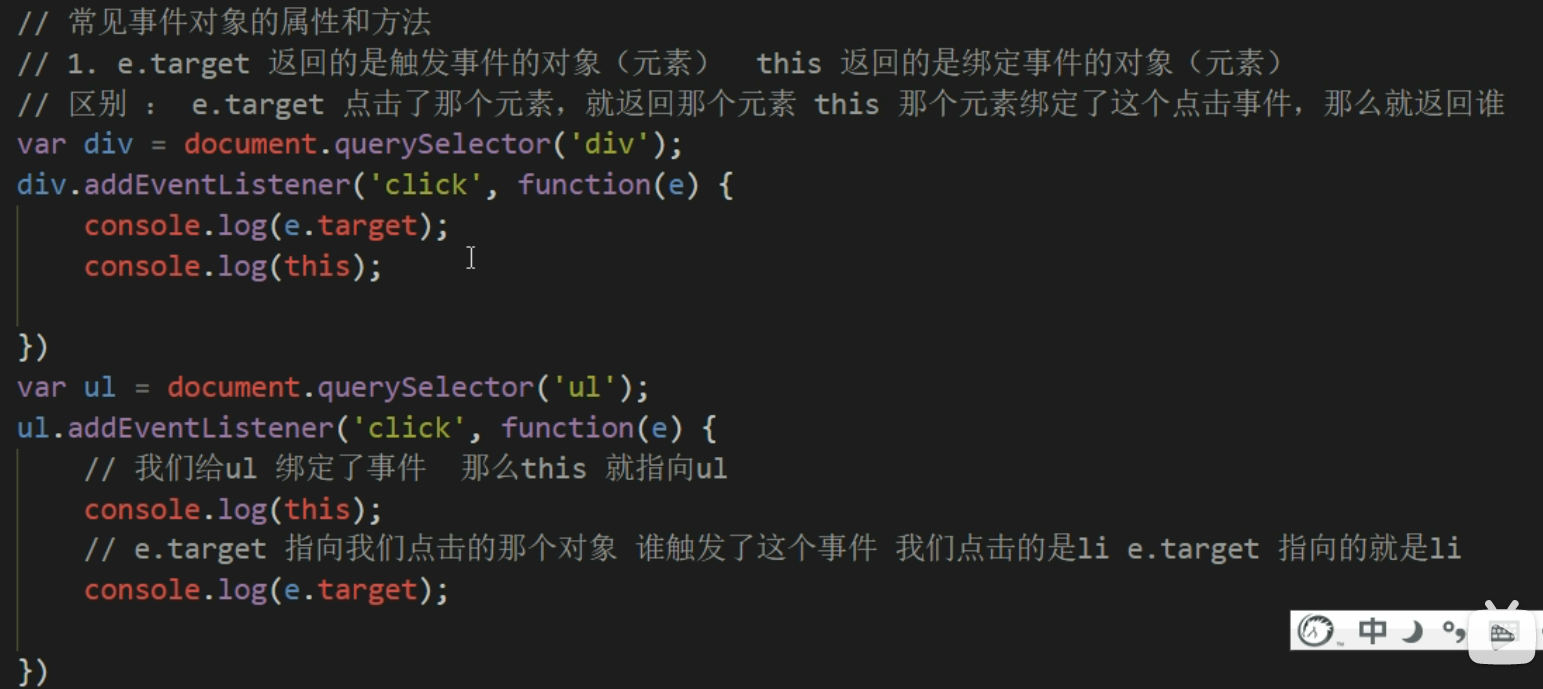 // 常见事件对象的属性和方法
// 1. e.target 返回的是触发事件的对象（元素）  this 返回的是绑定事件的对象（元素）
// 区别 ： e.target 点击了那个元素，就返回那个元素 this 那个元素绑定了这个点击事件，那么就返回谁
var div = document.querySelector('div');
div.addEventListener('click', function(e) {
    console.log(e.target);
    console.log(this);
})
var ul = document.querySelector('ul');
ul.addEventListener('click', function(e) {
    // 我们给ul 绑定了事件  那么this 就指向ul
    console.log(this);
    // e.target 指向我们点击的那个对象 谁触发了这个事件 我们点击的是li e.target 指向的就是li
    console.log(e.target);
})
中